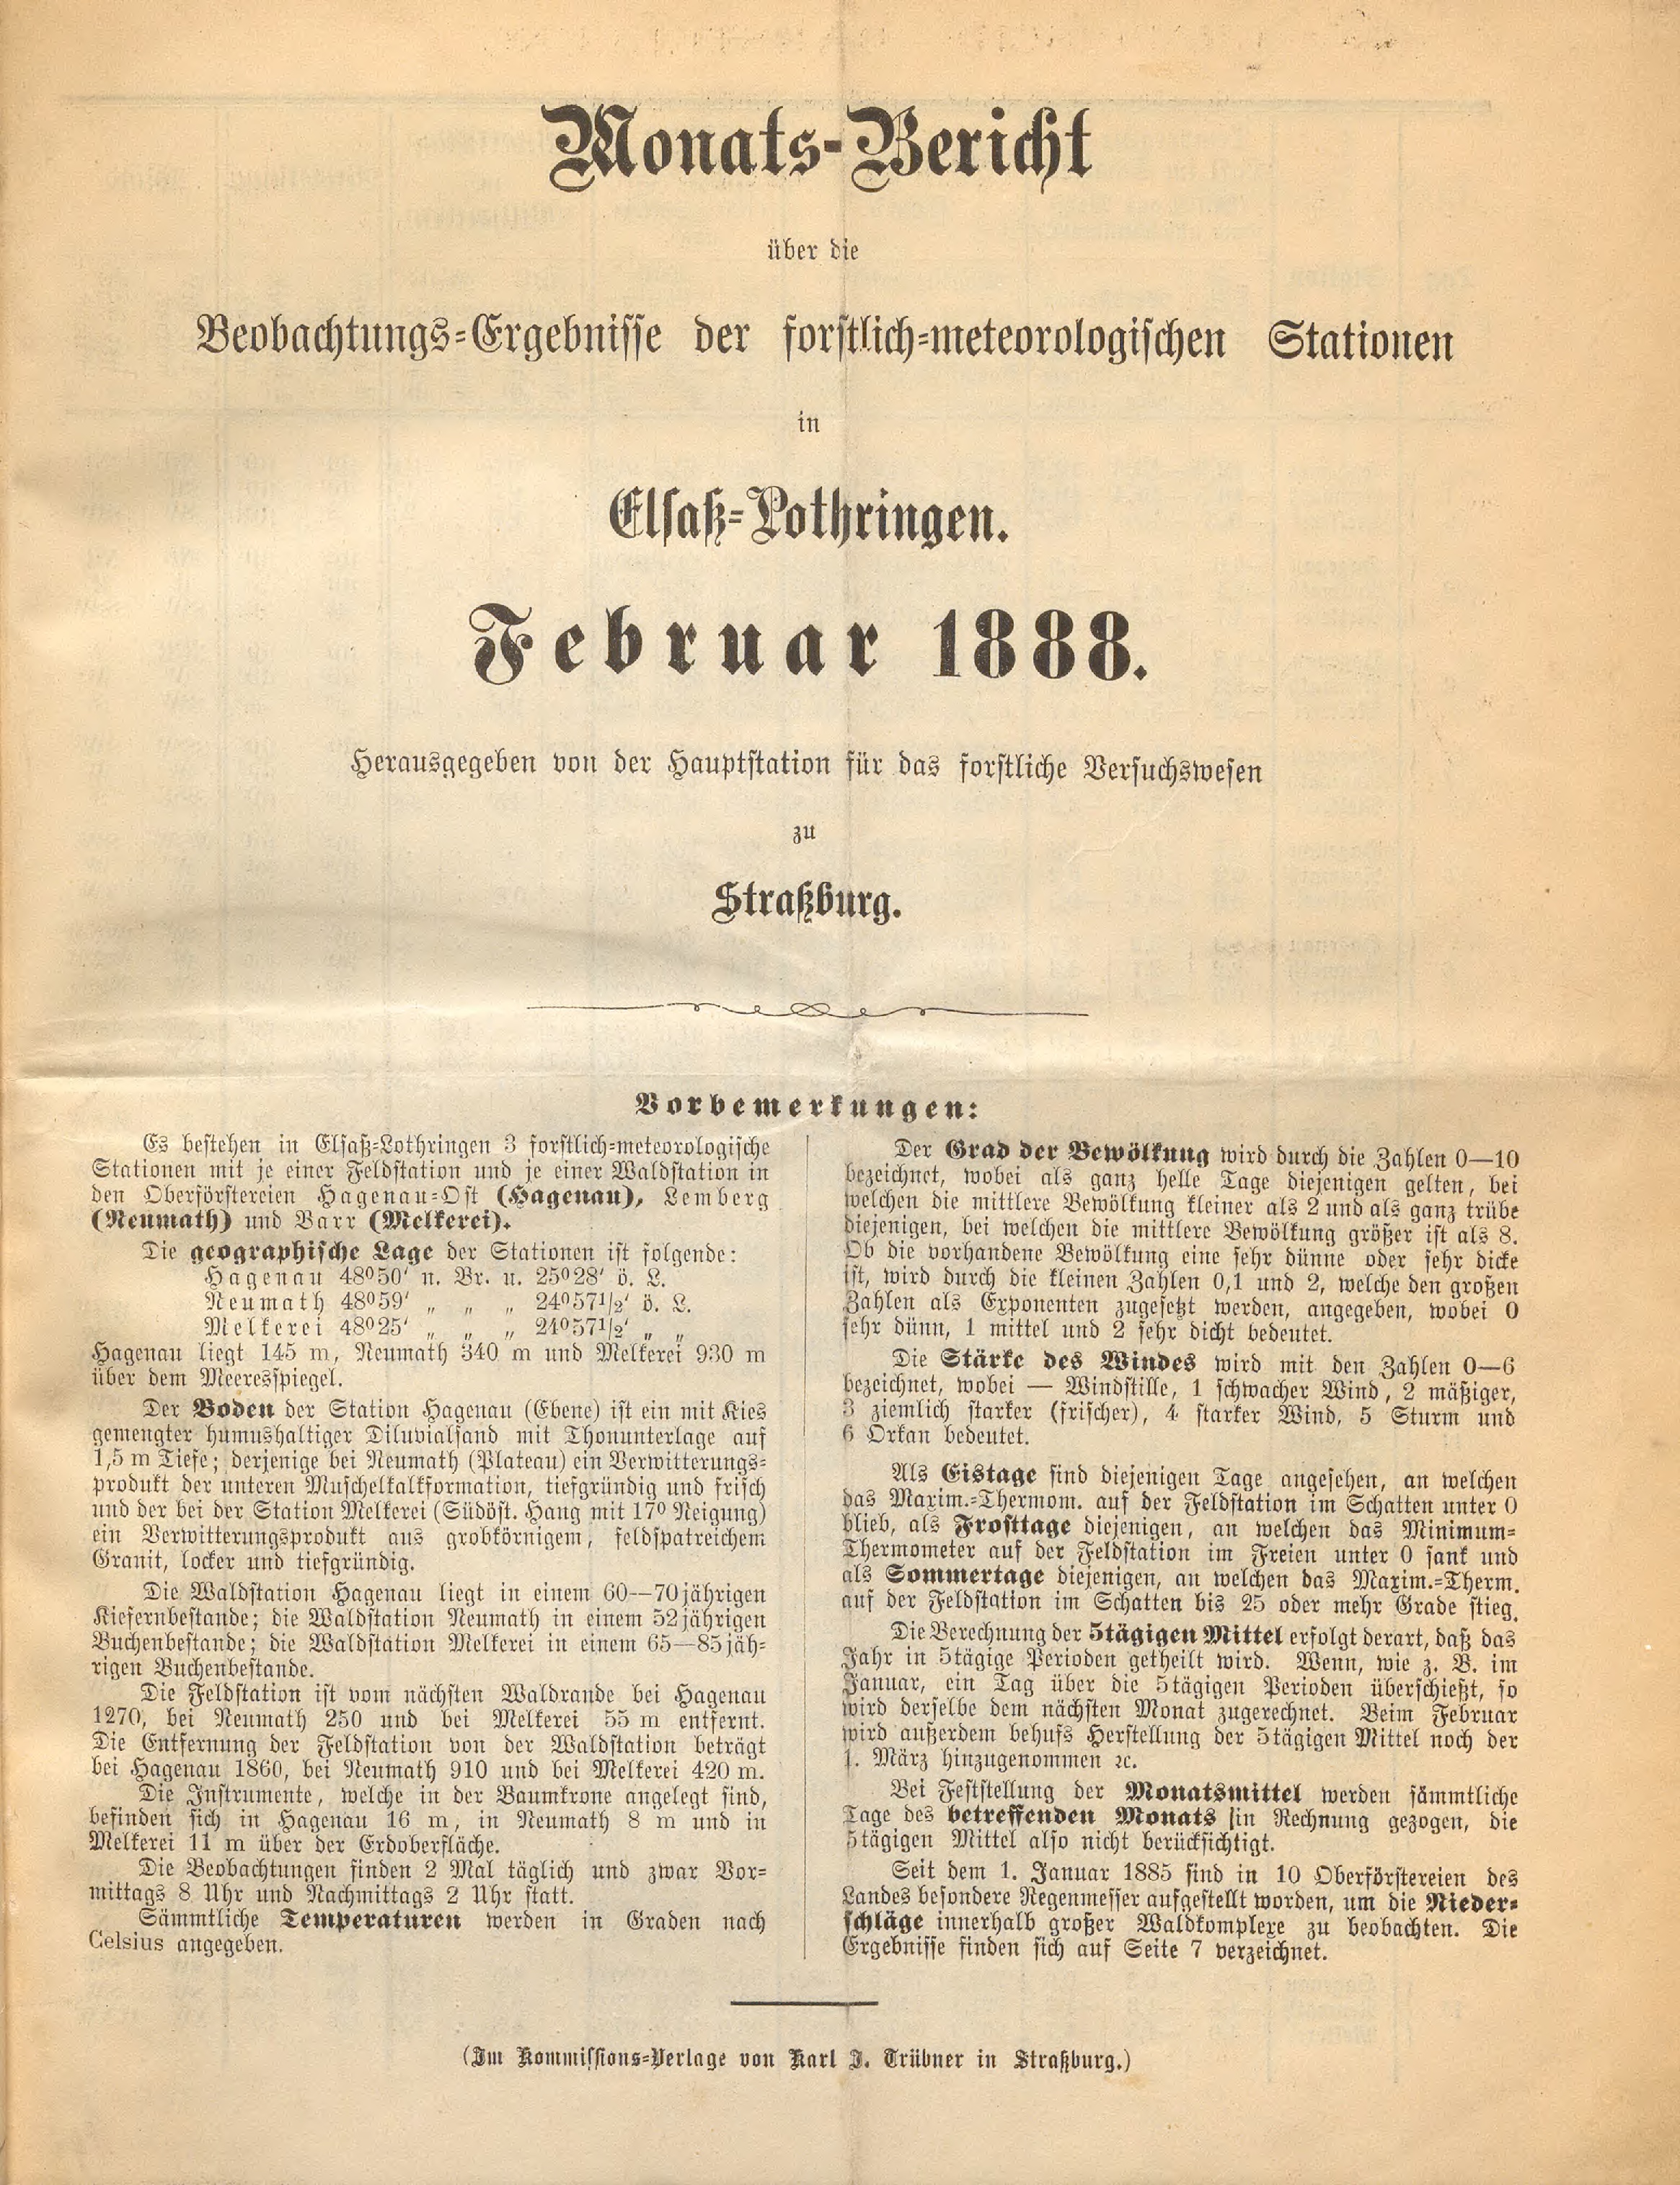 Monats-Bericht
über die
Beobachtungs-Ergebnisse der forstlich-meteorologischen Stationen
in
Elsaß-Lothringen.
Februar 1888.
Herausgegeben von der Hauptstation für das forstliche Versuchswesen
zu
Straßburg.
Vorbemerkungen:
Es bestehen in Elsaß-Lothringen 3 forstlich-meteorologische
Stationen mit je einer Feldstation und je einer Waldstation in
den Oberförstereien Hagenau-Ost (Hagenau), Lemberg
(Neumath) und Barr (Melkerei).
Die geographische Lage der Stationen ist folgende:
Hagenau 48°50' n. Br. u. 25°28' ö. L.
Neumath 48°59' „ „ „ 24°57½' ö. L.
Melkerei 48°25' „ „ „ 24°57½' „ „
Hagenau liegt 145 m, Neumath 340 m und Melkerei 930 m
über dem Meeresspiegel.
Der Boden der Station Hagenau (Ebene) ist ein mit Kies
gemengter humushaltiger Diluvialsand mit Thonunterlage auf
1,5 m Tiefe; derjenige bei Neumath (Plateau) ein Verwitterungs-
produkt der unteren Muschelkalkformation, tiefgründig und frisch
und der bei der Station Melkerei (Südöst. Hang mit 17° Neigung)
ein Verwitterungsprodukt aus grobkörnigem, feldspatreichem
Granit, locker und tiefgründig.
Die Waldstation Hagenau liegt in einem 60—70jährigen
Kiefernbestande; die Waldstation Neumath in einem 52jährigen
Buchenbestande; die Waldstation Melkerei in einem 65—85jäh-
rigen Buchenbestande.
Die Feldstation ist vom nächsten Waldrande bei Hagenau
1270, bei Neumath 250 und bei Melkerei 55 m entfernt.
Die Entfernung der Feldstation von der Waldstation beträgt
bei Hagenau 1860, bei Neumath 910 und bei Melkerei 420 m.
Die Instrumente, welche in der Baumkrone angelegt sind,
befinden sich in Hagenau 16 m, in Neumath 8 m und in
Melkerei 11 m über der Erdoberfläche.
Die Beobachtungen finden 2 Mal täglich und zwar Vor-
mittags 8 Uhr und Nachmittags 2 Uhr statt.
Sämmtliche Temperaturen werden in Graden nach
Celsius angegeben.
Der Grad der Bewölkung wird durch die Zahlen 0—10
bezeichnet, wobei als ganz helle Tage diejenigen gelten, bei
welchen die mittlere Bewölkung kleiner als 2 und als ganz trübe
diejenigen, bei welchen die mittlere Bewölkung größer ist als 8.
Ob die vorhandene Bewölkung eine sehr dünne oder sehr dicke
ist, wird durch die kleinen Zahlen 0,1 und 2, welche den großen
Zahlen als Exponenten zugesetzt werden, angegeben, wobei 0
sehr dünn, 1 mittel und 2 sehr dicht bedeutet.
Die Stärke des Windes wird mit den Zahlen 0—6
bezeichnet, wobei — Windstille, 1 schwacher Wind, 2 mäßiger,
3 ziemlich starker (frischer), 4 starker Wind, 5 Sturm und
6 Orkan bedeutet.
Als Eistage sind diejenigen Tage angesehen, an welchen
das Maxim.-Thermom. auf der Feldstation im Schatten unter 0
blieb, als Frosttage diejenigen, an welchen das Minimum-
Thermometer auf der Feldstation im Freien unter 0 sank und
als Sommertage diejenigen, an welchen das Maxim.-Therm.
auf der Feldstation im Schatten bis 25 oder mehr Grade stieg.
Die Berechnung der 5tägigen Mittel erfolgt derart, daß das
Jahr in 5tägige Perioden getheilt wird. Wenn, wie z. B. im
Januar, ein Tag über die 5tägigen Perioden überschießt, so
wird derselbe dem nächsten Monat zugerechnet. Beim Februar
wird außerdem behufs Herstellung der 5tägigen Mittel noch der
1. März hinzugenommen ꝛc.
Bei Feststellung der Monatsmittel werden sämmtliche
Tage des betreffenden Monats in Rechnung gezogen, die
5tägigen Mittel also nicht berücksichtigt.
Seit dem 1. Januar 1885 sind in 10 Oberförstereien des
Landes besondere Regenmesser aufgestellt worden, um die Nieder-
schläge innerhalb großer Waldkomplexe zu beobachten. Die
Ergebnisse finden sich auf Seite 7 verzeichnet.
(Im Kommissions-Verlage von Karl J. Trübner in Straßburg.)